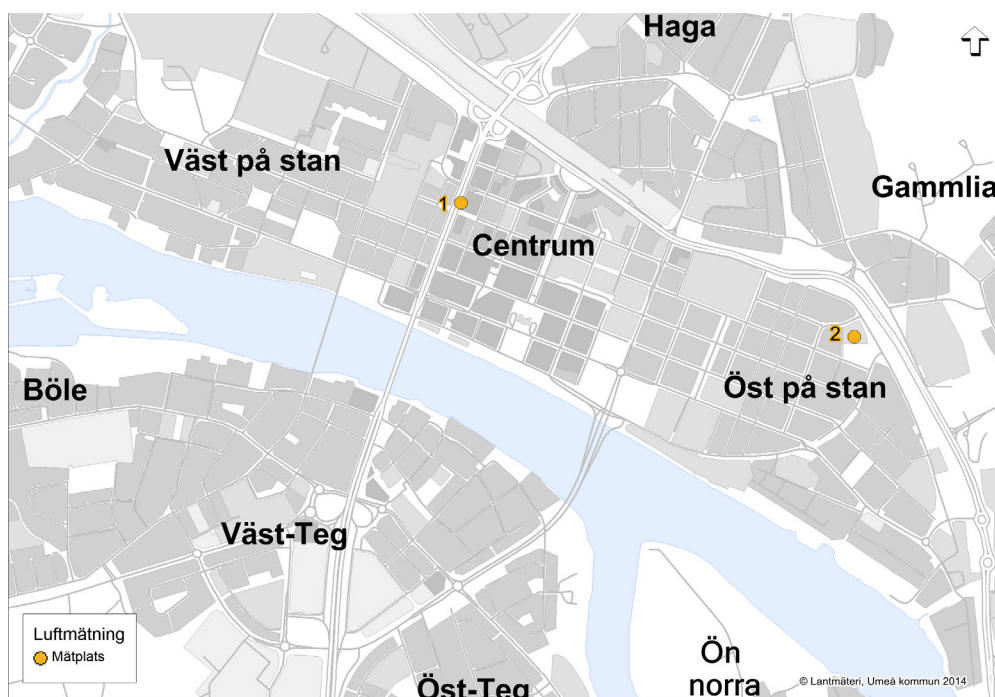 Haga
Väst på stan
Gammlia
1
Centrum
2
Böle
Öst på stan
Väst-Teg
Luftmätning
Mätplats
Ön
norra
Öst-Teg
© Lantmäteri, Umeå kommun 2014